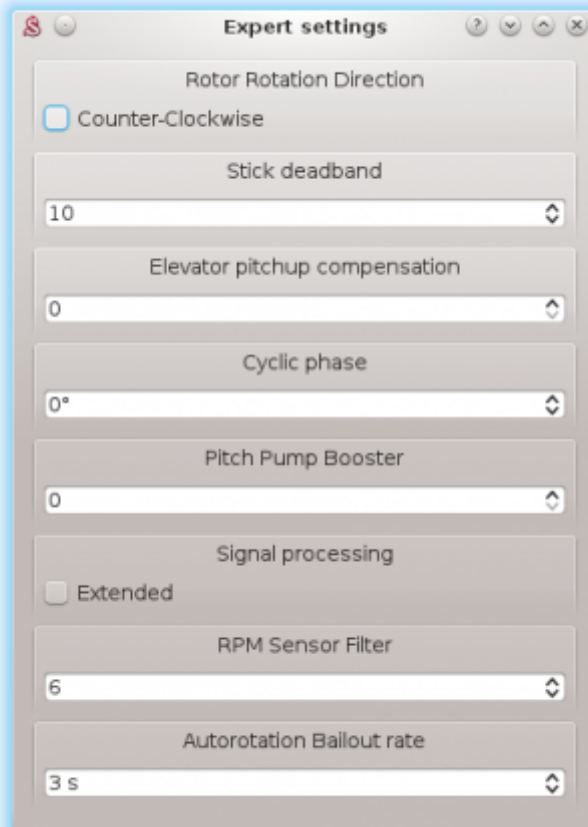 Expert settings
Rotor Rotation Direction
Counter-Clockwise
Stick deadband
10
Elevator pitchup compensation
0
Cyclic phase
0°
Pitch Pump Booster
0
Signal processing
Extended
RPM Sensor Filter
6
Autorotation Bailout rate
3 s